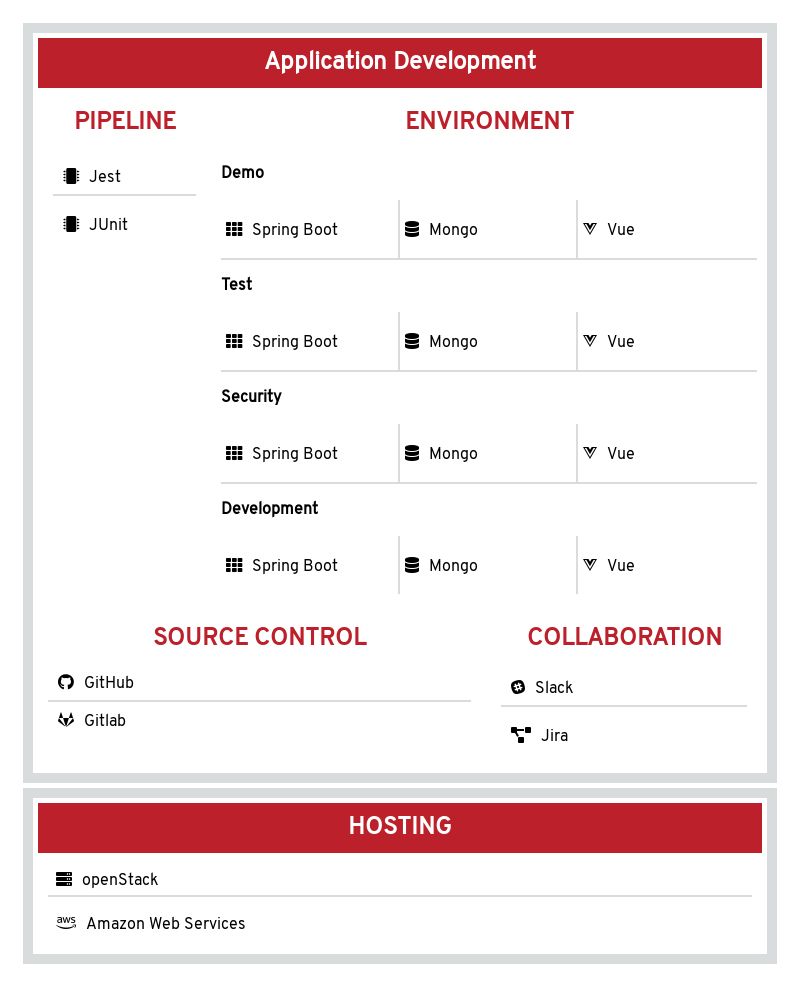 Application Development
PIPELINE
Jest
JUnit
ENVIRONMENT
Demo
Spring Boot Mongo Vue
Test
Spring Boot Mongo Vue
Security
Spring Boot Mongo Vue
Development
Spring Boot Mongo Vue
SOURCE CONTROL
GitHub
Gitlab
COLLABORATION
Slack
Jira
HOSTING
openStack
aws Amazon Web Services